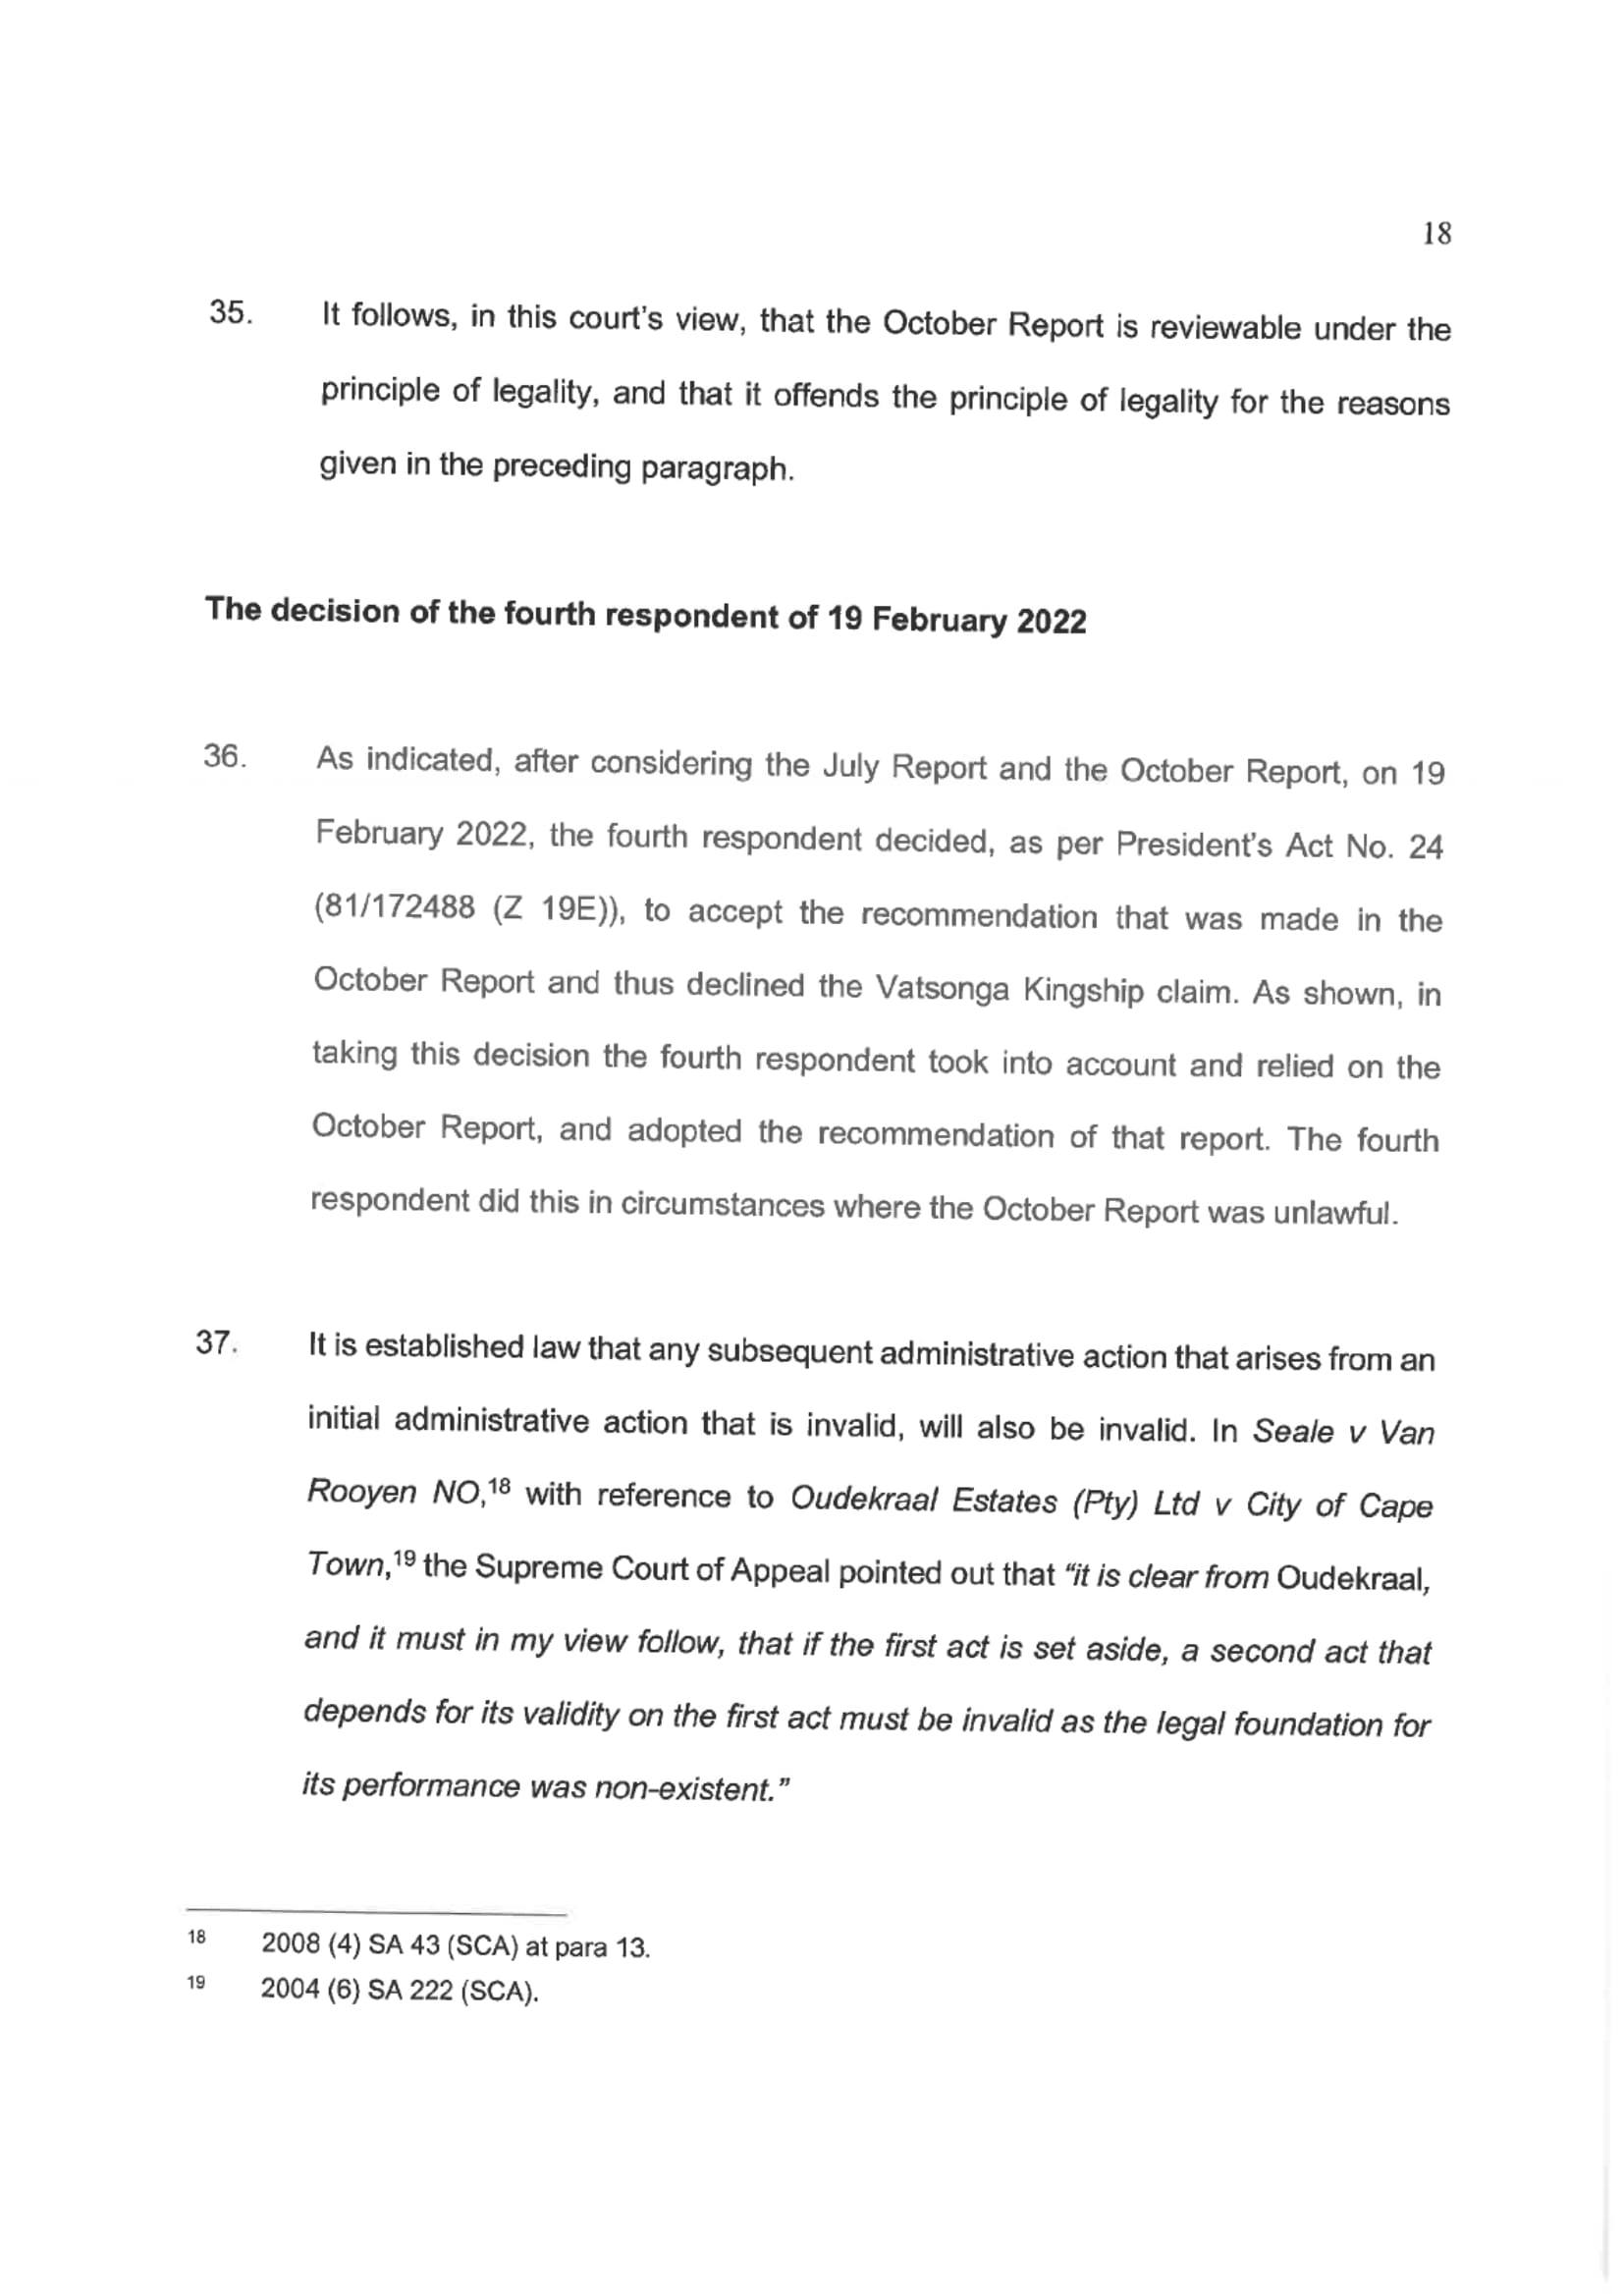 18
35. It follows, in this court's view, that the October Report is reviewable under the
principle of legality, and that it offends the principle of legality for the reasons
given in the preceding paragraph.
The decision of the fourth respondent of 19 February 2022
36. As indicated, after considering the July Report and the October Report, on 19
February 2022, the fourth respondent decided, as per President's Act No. 24
(81/172488 (Z 19E)), to accept the recommendation that was made in the
October Report and thus declined the Vatsonga Kingship claim. As shown, in
taking this decision the fourth respondent took into account and relied on the
October Report, and adopted the recommendation of that report. The fourth
respondent did this in circumstances where the October Report was unlawful.
37. It is established law that any subsequent administrative action that arises from an
initial administrative action that is invalid, will also be invalid. In Seale v Van
Rooyen NO,18 with reference to Oudekraal Estates (Pty) Ltd v City of Cape
Town,19 the Supreme Court of Appeal pointed out that "it is clear from Oudekraal,
and it must in my view follow, that if the first act is set aside, a second act that
depends for its validity on the first act must be invalid as the legal foundation for
its performance was non-existent."
18 2008 (4) SA 43 (SCA) at para 13.
19 2004 (6) SA 222 (SCA).